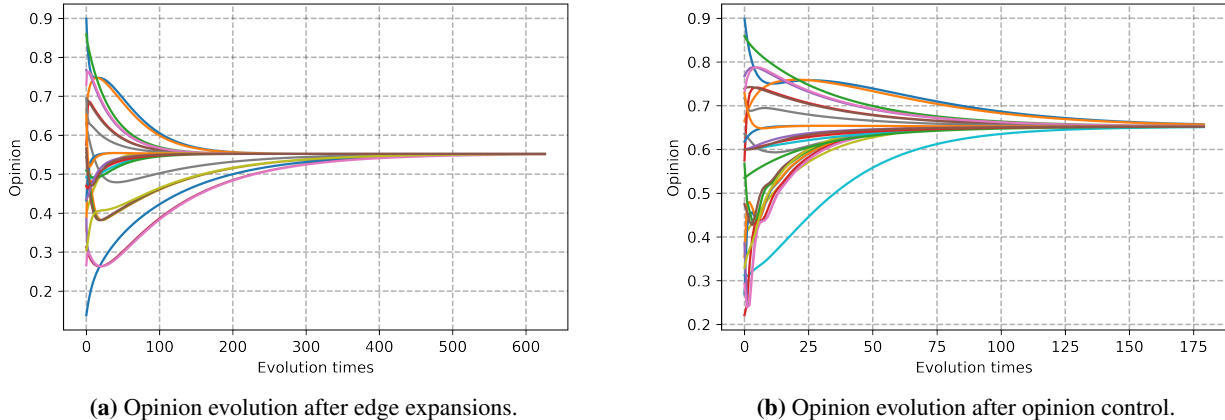 0.9
0.8
0.7
0.6
0.5
0.4
0.3
0.2
Opinion
0 100 200 300 400 500 600
Evolution times
(a) Opinion evolution after edge expansions.
0.9
0.8
0.7
0.6
0.5
0.4
0.3
0.2
Opinion
0 25 50 75 100 125 150 175
Evolution times
(b) Opinion evolution after opinion control.